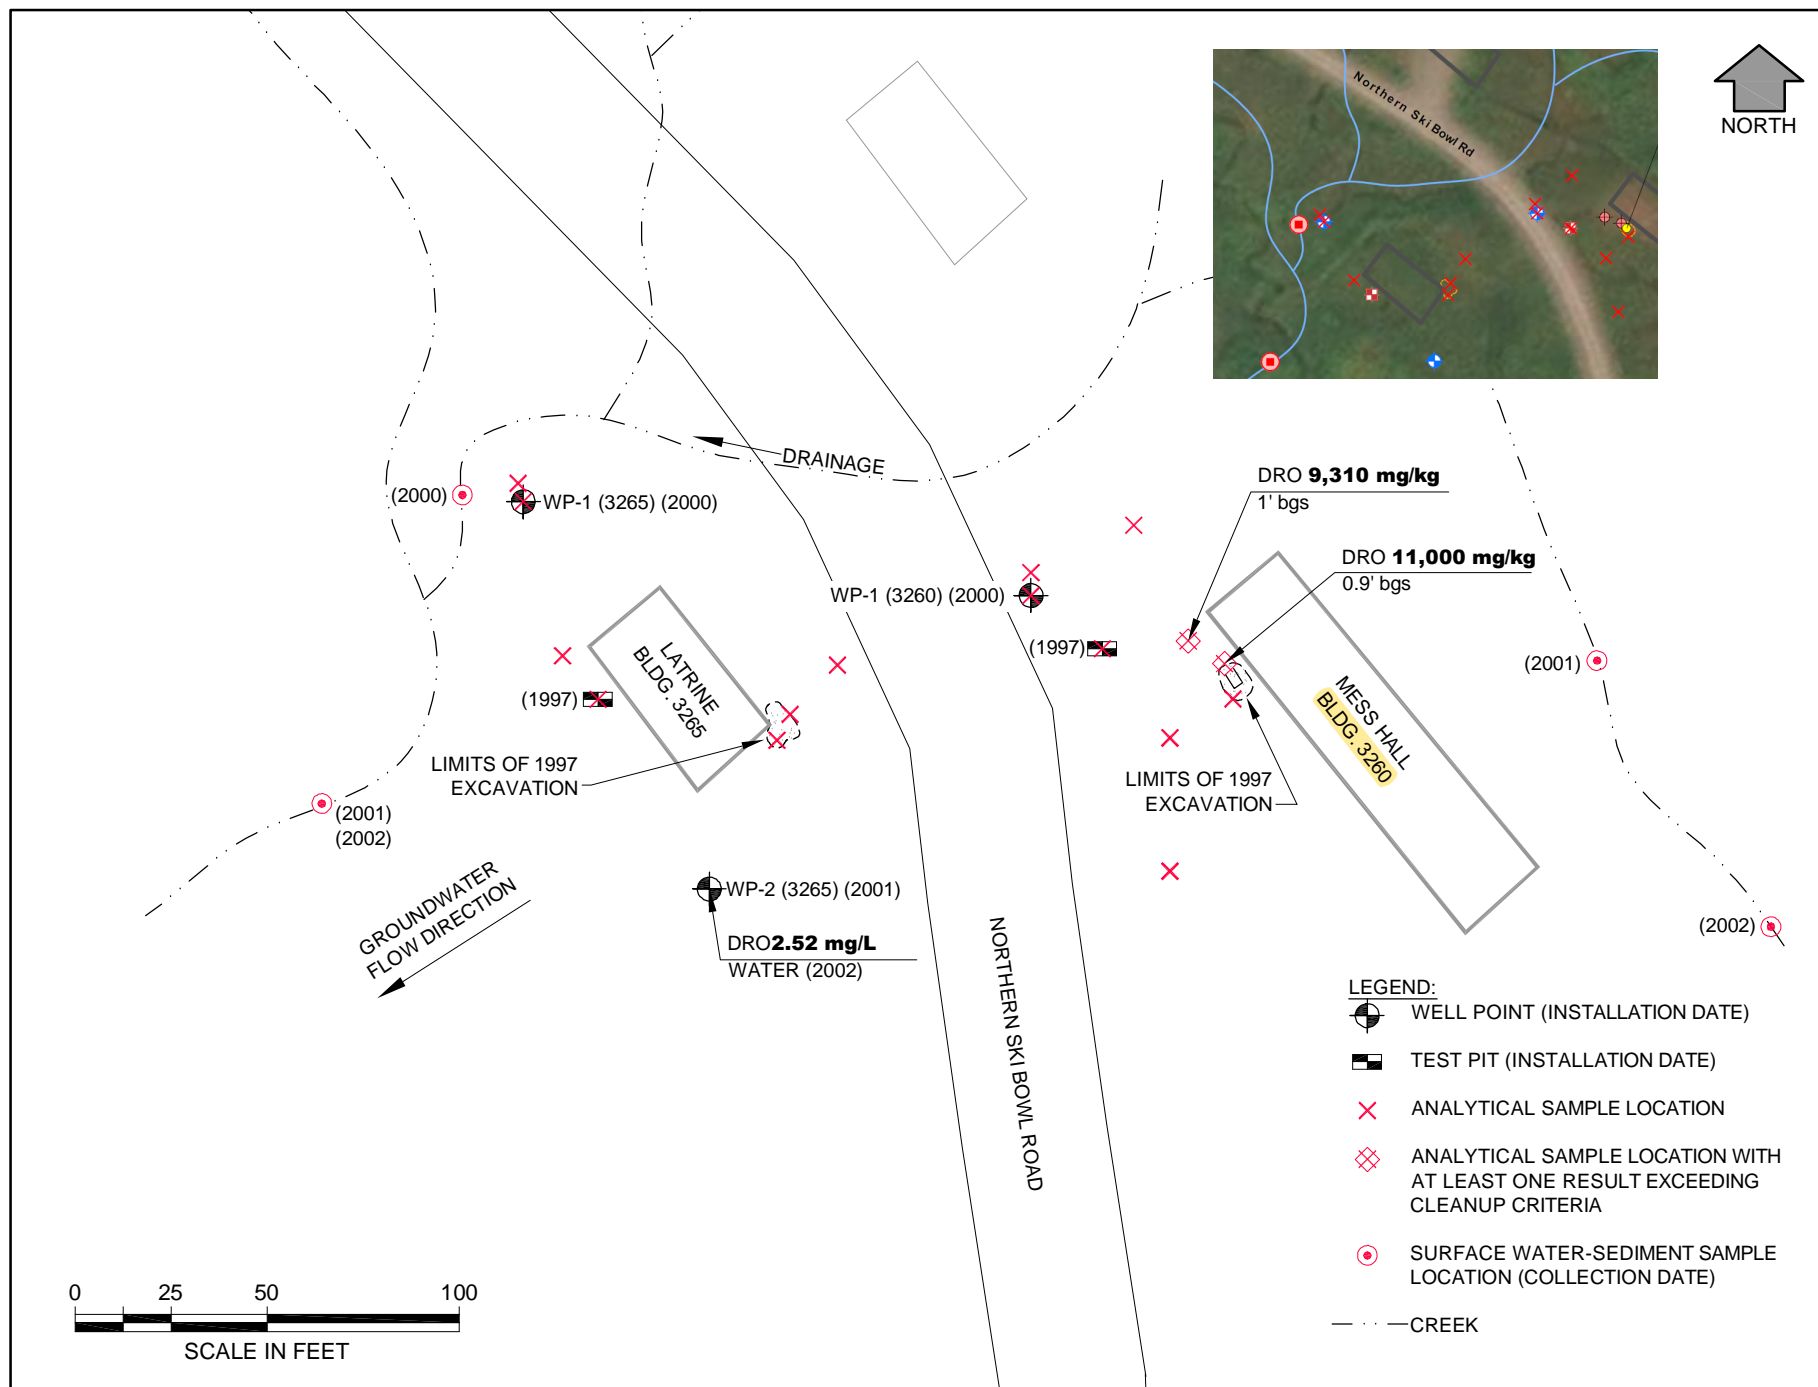 Northern Ski Bowl Rd
NORTH
DRAINAGE
(2000)
WP-1 (3265) (2000)
DRO 9,310 mg/kg
1' bgs
DRO 11,000 mg/kg
0.9' bgs
WP-1 (3260) (2000)
(1997)
(2001)
LATRINE
BLDG. 3265
(1997)
MESS HALL
BLDG. 3260
LIMITS OF 1997
EXCAVATION
LIMITS OF 1997
EXCAVATION
(2001)
(2002)
GROUNDWATER
FLOW DIRECTION
WP-2 (3265) (2001)
DRO2.52 mg/L
WATER (2002)
NORTHERN SKI BOWL ROAD
(2002)
LEGEND:
WELL POINT (INSTALLATION DATE)
TEST PIT (INSTALLATION DATE)
ANALYTICAL SAMPLE LOCATION
ANALYTICAL SAMPLE LOCATION WITH
AT LEAST ONE RESULT EXCEEDING
CLEANUP CRITERIA
SURFACE WATER-SEDIMENT SAMPLE
LOCATION (COLLECTION DATE)
CREEK
0 25 50 100
SCALE IN FEET